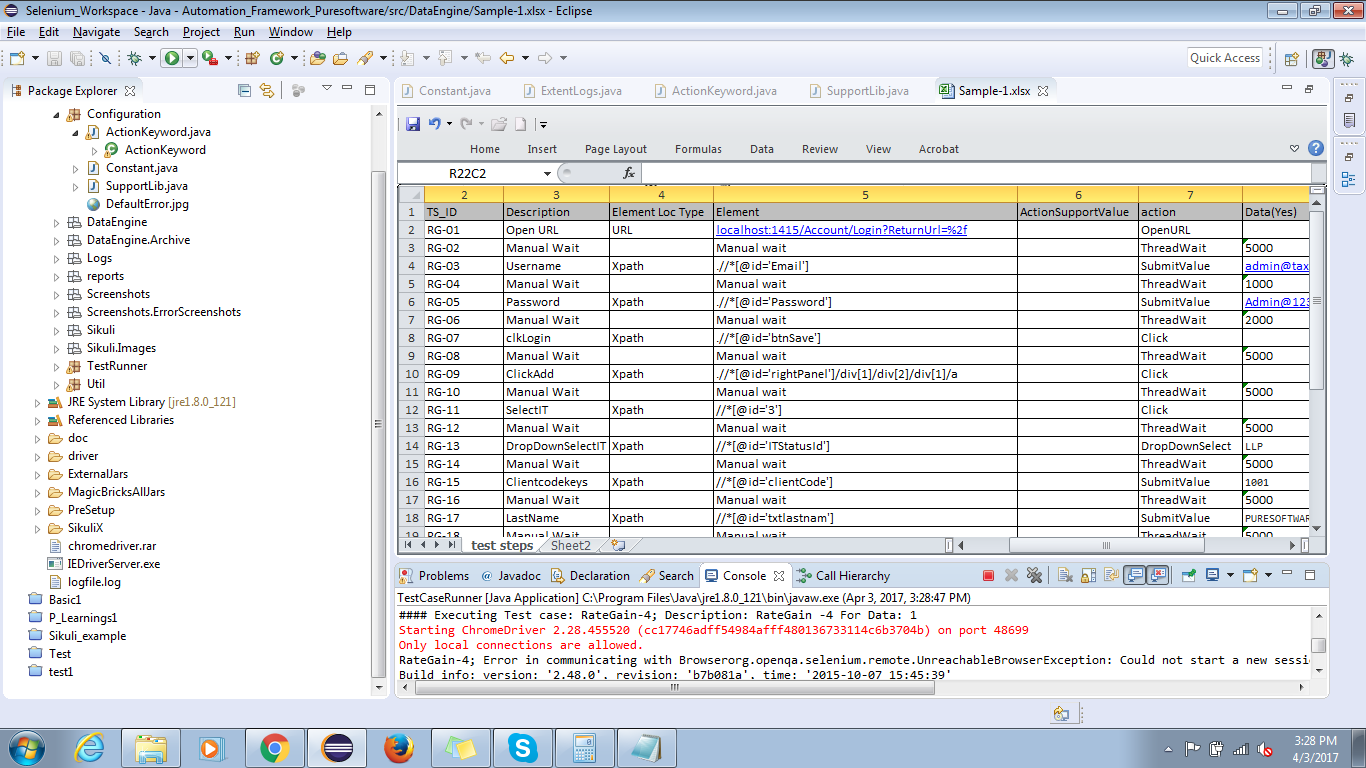 Selenium_Workspace - Java - Automation_Framework_Puresoftware/src/DataEngine/Sample-1.xlsx - Eclipse
File Edit Navigate Search Project Run Window Help
Quick Access
Package Explorer
Configuration
ActionKeyword.java
ActionKeyword
Constant.java
SupportLib.java
DefaultError.jpg
DataEngine
DataEngine.Archive
Logs
reports
Screenshots
Screenshots.ErrorScreenshots
Sikuli
Sikuli.Images
TestRunner
Util
JRE System Library [jre1.8.0_121]
Referenced Libraries
doc
driver
ExternalJars
MagicBricksAllJars
PreSetup
SikuliX
chromedriver.rar
IEDriverServer.exe
logfile.log
Basic1
P_Learnings1
Sikuli_example
Test
test1
Constant.java ExtentLogs.java ActionKeyword.java SupportLib.java Sample-1.xlsx
Home Insert Page Layout Formulas Data Review View Acrobat
R22C2 fx
2 3 4 5 6 7
1 TS_ID Description Element Loc Type Element ActionSupportValue action Data(Yes)
2 RG-01 Open URL URL localhost:1415/Account/Login?ReturnUrl=%2f OpenURL
3 RG-02 Manual Wait Manual wait ThreadWait 5000
4 RG-03 Username Xpath .//*[@id='Email'] SubmitValue admin@tax
5 RG-04 Manual Wait Manual wait ThreadWait 1000
6 RG-05 Password Xpath .//*[@id='Password'] SubmitValue Admin@123
7 RG-06 Manual Wait Manual wait ThreadWait 2000
8 RG-07 clkLogin Xpath .//*[@id='btnSave'] Click
9 RG-08 Manual Wait Manual wait ThreadWait 5000
10 RG-09 ClickAdd Xpath .//*[@id='rightPanel']/div[1]/div[2]/div[1]/a Click
11 RG-10 Manual Wait Manual wait ThreadWait 5000
12 RG-11 SelectIT Xpath //*[@id='3'] Click
13 RG-12 Manual Wait Manual wait ThreadWait 5000
14 RG-13 DropDownSelectIT Xpath //*[@id='ITStatusId'] DropDownSelect LLP
15 RG-14 Manual Wait Manual wait ThreadWait 5000
16 RG-15 Clientcodekeys Xpath //*[@id='clientCode'] SubmitValue 1001
17 RG-16 Manual Wait Manual wait ThreadWait 5000
18 RG-17 LastName Xpath //*[@id='txtlastnam'] SubmitValue PURESOFTWAR
19 RG-18 Manual Wait Manual wait ThreadWait 5000
test steps Sheet2
Problems @ Javadoc Declaration Search Console Call Hierarchy
TestCaseRunner [Java Application] C:\Program Files\Java\jre1.8.0_121\bin\javaw.exe (Apr 3, 2017, 3:28:47 PM)
#### Executing Test case: RateGain-4; Description: RateGain -4 For Data: 1
Starting ChromeDriver 2.28.455520 (cc17746adff54984afff480136733114c6b3704b) on port 48699
Only local connections are allowed.
RateGain-4; Error in communicating with Browserorg.openqa.selenium.remote.UnreachableBrowserException: Could not start a new sessi
Build info: version: '2.48.0', revision: 'b7b081a', time: '2015-10-07 15:45:39'
3:28 PM
4/3/2017